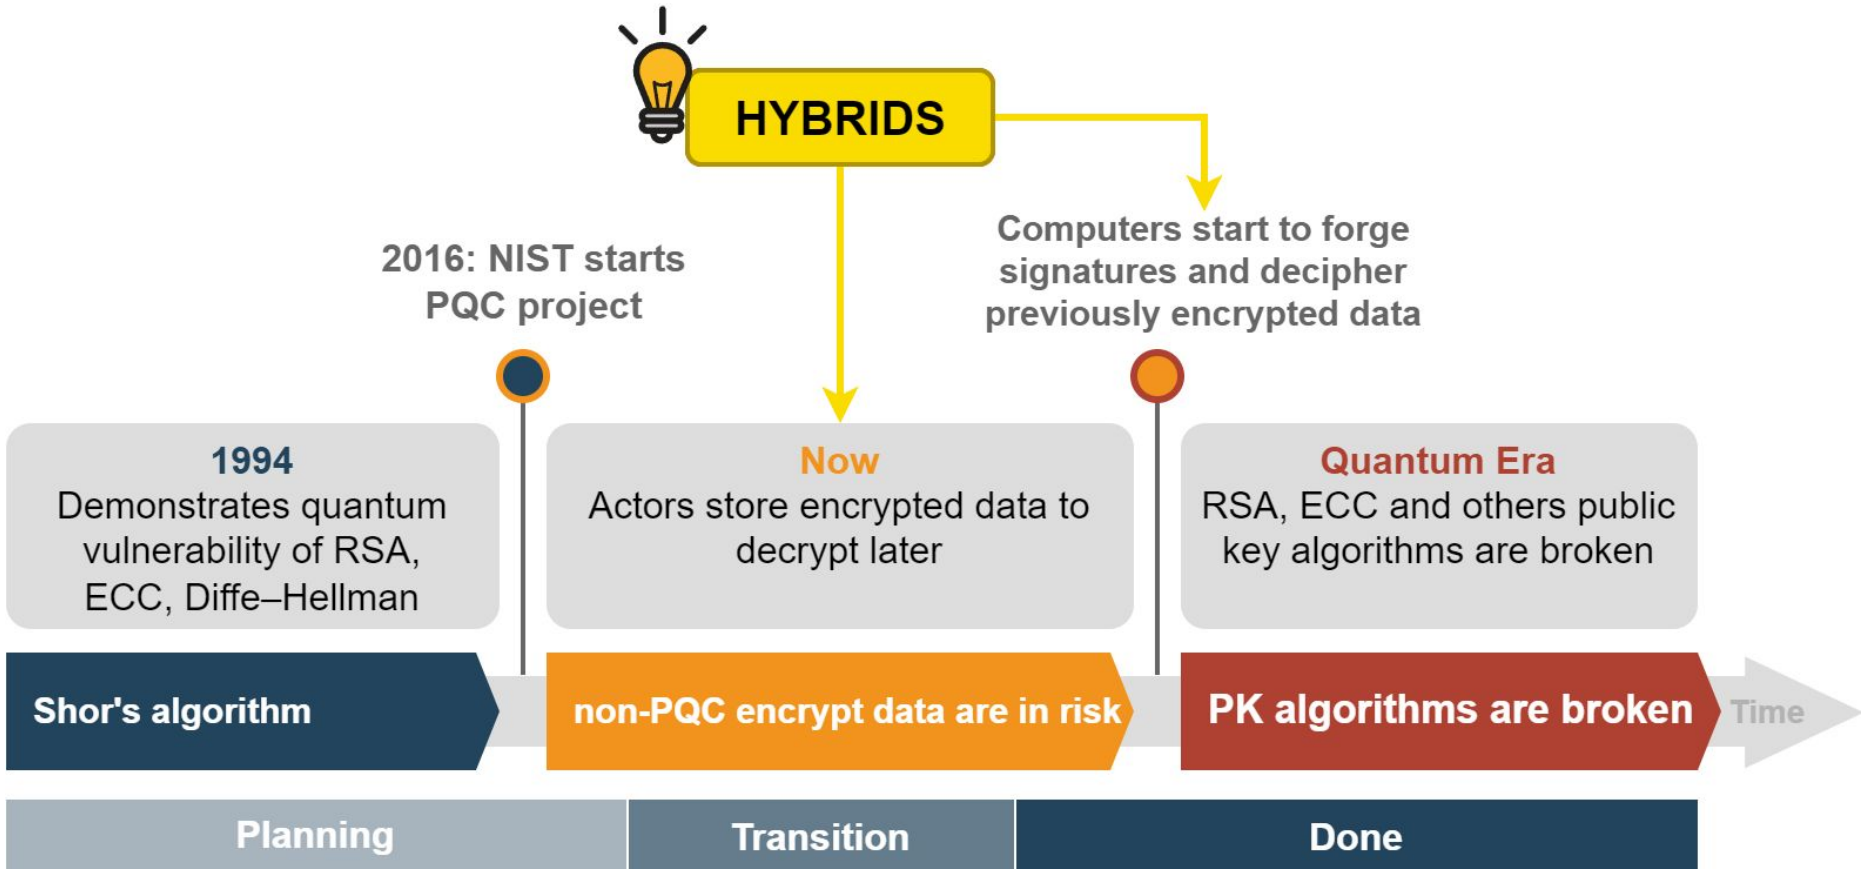 HYBRIDS
2016: NIST starts
PQC project
Computers start to forge
signatures and decipher
previously encrypted data
1994
Demonstrates quantum
vulnerability of RSA,
ECC, Diffe–Hellman
Now
Actors store encrypted data to
decrypt later
Quantum Era
RSA, ECC and others public
key algorithms are broken
Shor's algorithm
non-PQC encrypt data are in risk
PK algorithms are broken
Time
Planning
Transition
Done